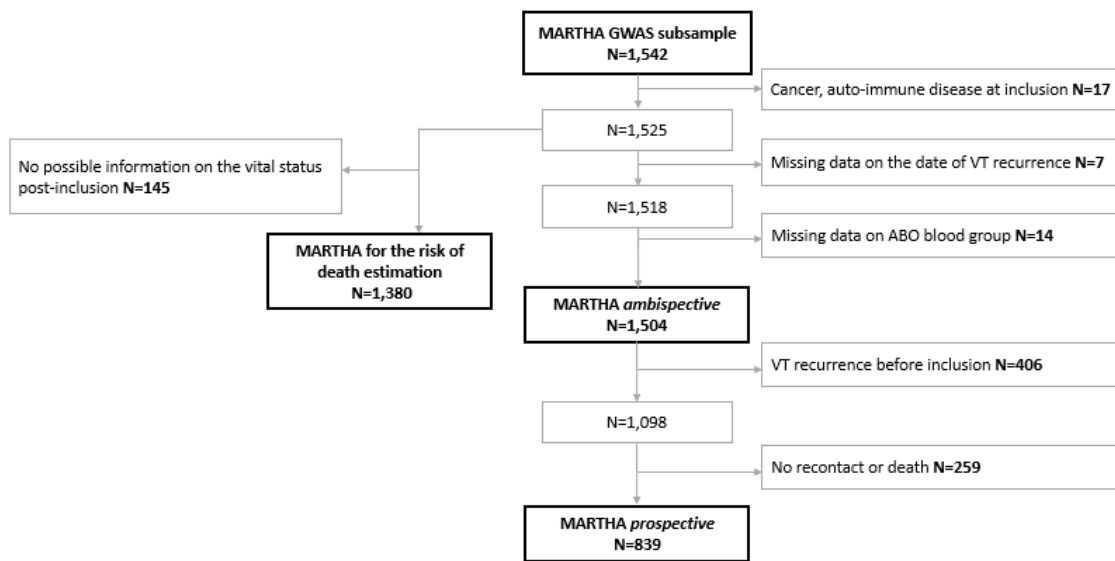 MARTHA GWAS subsample
N=1,542
Cancer, auto-immune disease at inclusion N=17
N=1,525
No possible information on the vital status
post-inclusion N=145
Missing data on the date of VT recurrence N=7
N=1,518
Missing data on ABO blood group N=14
MARTHA for the risk of
death estimation
N=1,380
MARTHA ambispective
N=1,504
VT recurrence before inclusion N=406
N=1,098
No recontact or death N=259
MARTHA prospective
N=839